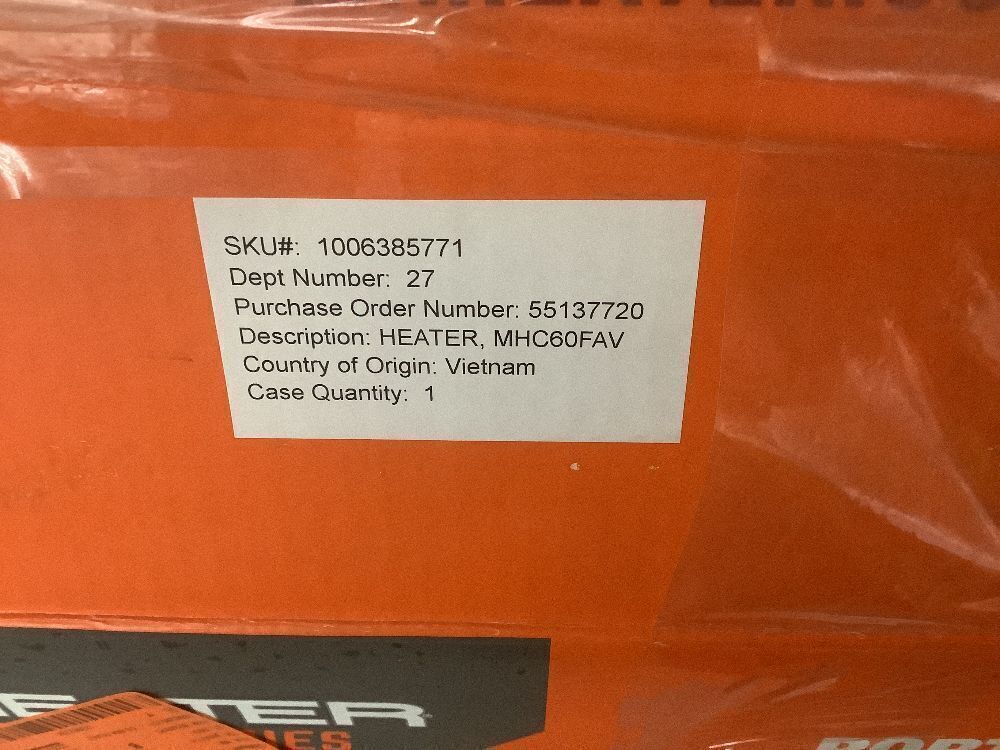 SKU#: 1006385771
Dept Number: 27
Purchase Order Number: 55137720
Description: HEATER, MHC60FAV
Country of Origin: Vietnam
Case Quantity: 1